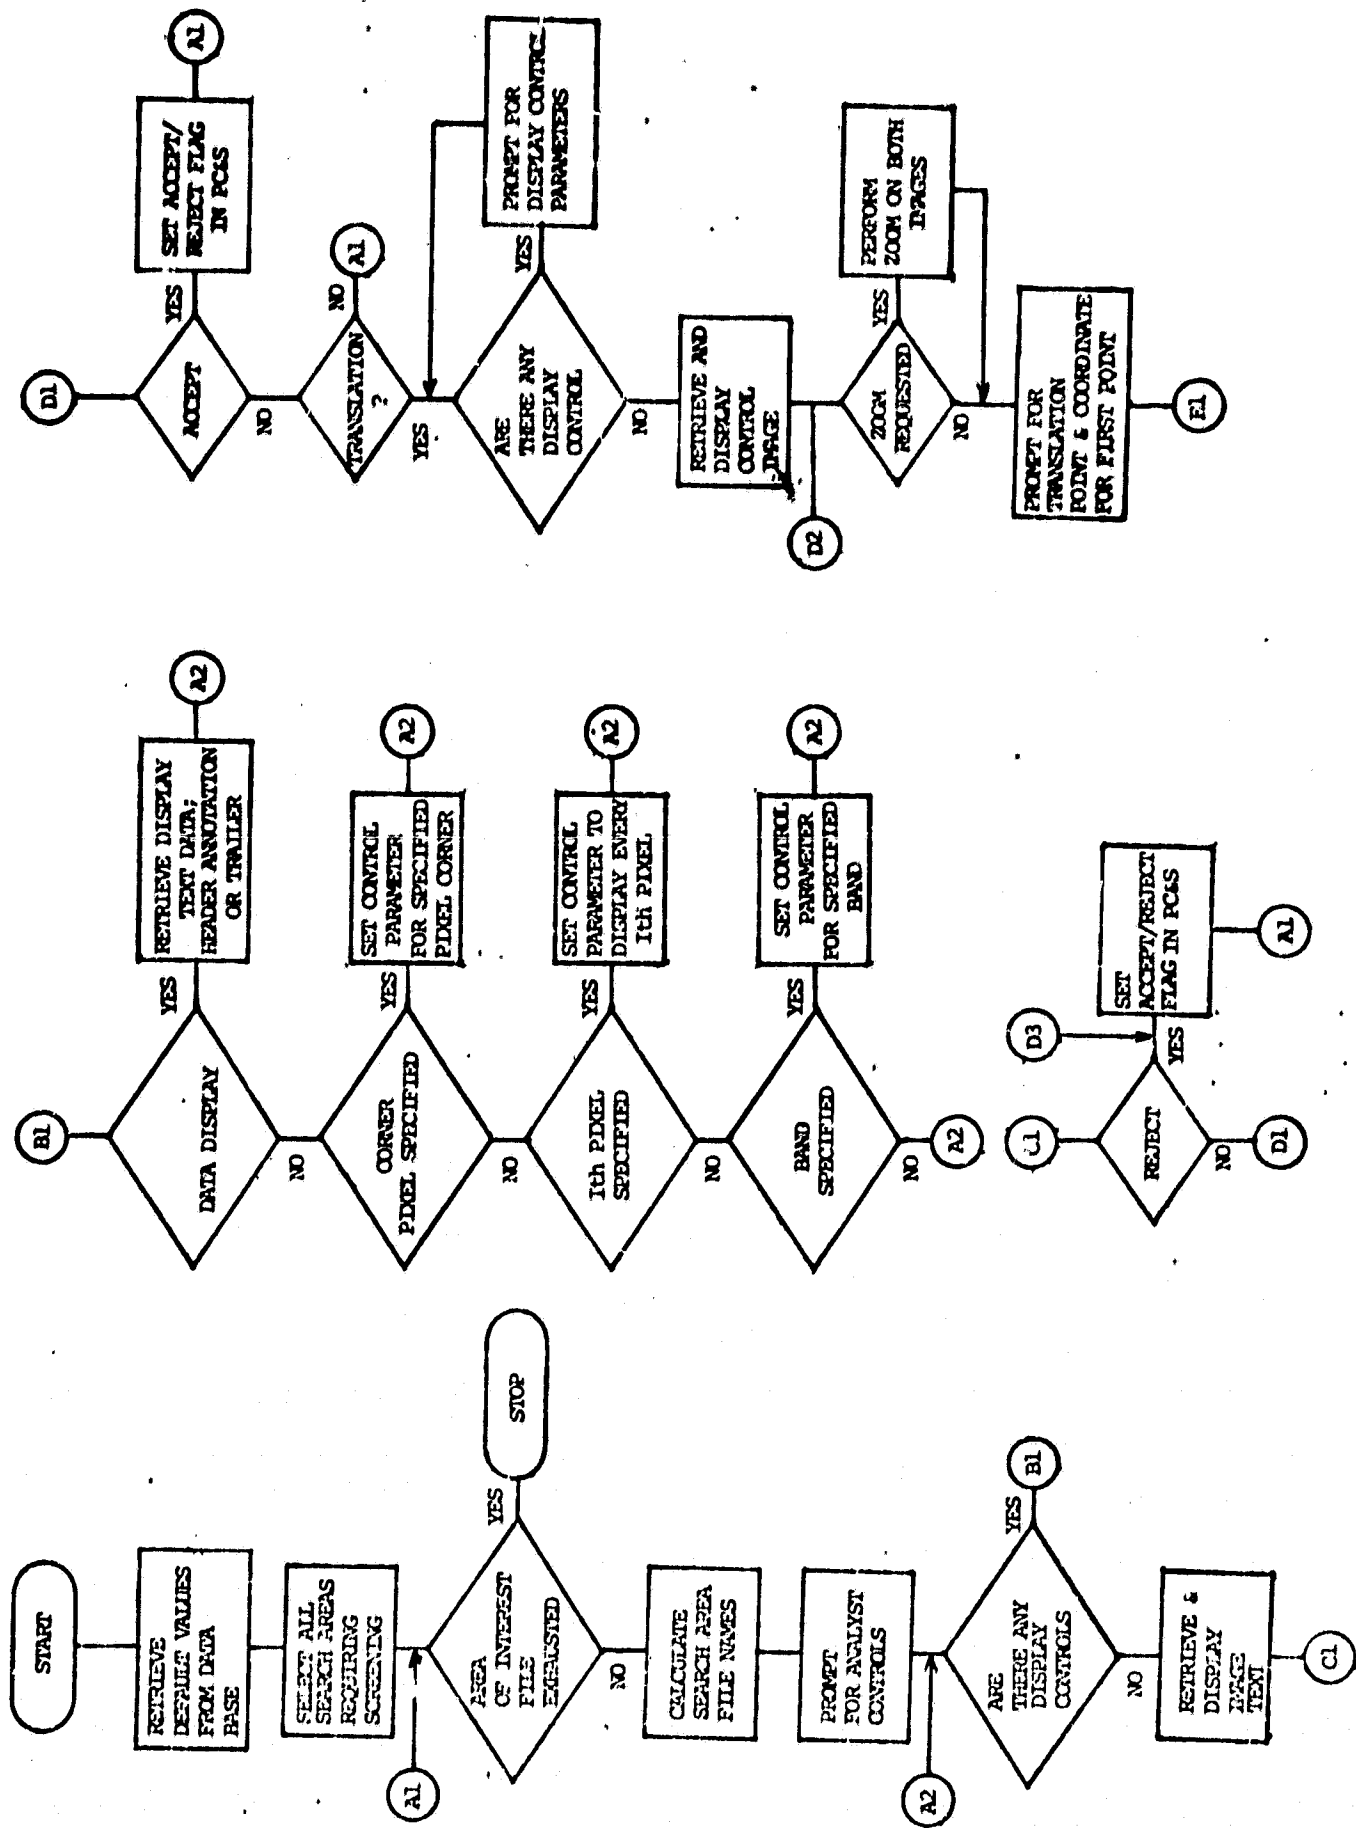 START
RETRIEVE
DEFAULT VALUES
FROM DATA
BASE
SELECT ALL
SEARCH AREAS
REQUIRING
SCREENING
A1
AREA
OF INTEREST
FILE
EXHAUSTED
YES
STOP
NO
CALCULATE
SEARCH AREA
FILE NAMES
PROMPT
FOR ANALYST
CONTROLS
A2
ARE
THERE ANY
DISPLAY
CONTROLS
YES
B1
NO
RETRIEVE &
DISPLAY
IMAGE
TEXT
C1
B1
DATA DISPLAY
YES
RETRIEVE DISPLAY
TEXT DATA;
HEADER ANNOTATION
OR TRAILER
A2
NO
CORNER
PIXEL SPECIFIED
YES
SET CONTROL
PARAMETER
FOR SPECIFIED
PIXEL CORNER
A2
NO
Ith PIXEL
SPECIFIED
YES
SET CONTROL
PARAMETER TO
DISPLAY EVERY
Ith PIXEL
A2
NO
BAND
SPECIFIED
YES
SET CONTROL
PARAMETER
FOR SPECIFIED
BAND
A2
NO
A2
C1
D3
REJECT
YES
SET
ACCEPT/REJECT
FLAG IN PC&S
A1
NO
D1
D1
ACCEPT
YES
SET ACCEPT/
REJECT FLAG
IN PC&S
A1
NO
TRANSLATION
?
NO
A1
YES
ARE
THERE ANY
DISPLAY
CONTROL
YES
PROMPT FOR
DISPLAY CONTROL
PARAMETERS
NO
RETRIEVE AND
DISPLAY
CONTROL
IMAGE
D2
ZOOM
REQUESTED
YES
PERFORM
ZOOM ON BOTH
IMAGES
NO
PROMPT FOR
TRANSLATION
POINT & COORDINATE
FOR FIRST POINT
E1